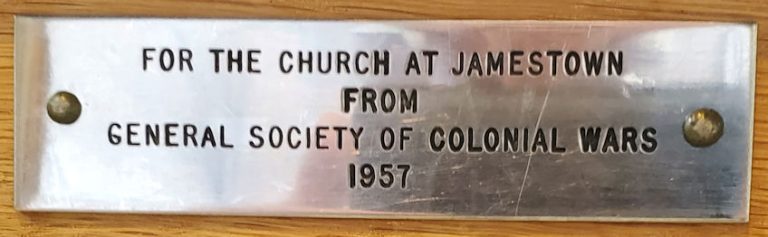 FOR THE CHURCH AT JAMESTOWN
FROM
GENERAL SOCIETY OF COLONIAL WARS
1957